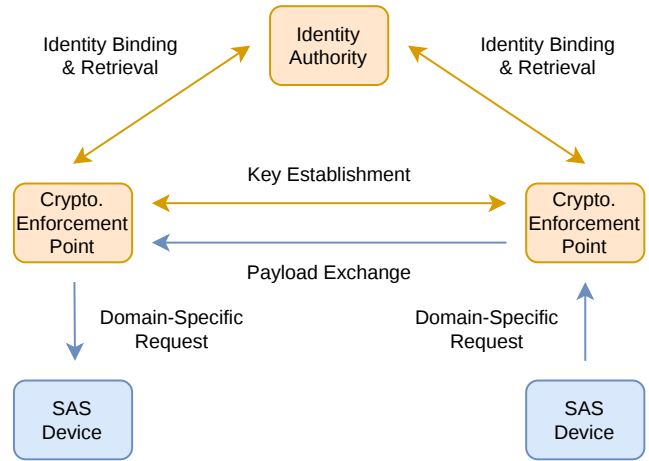 Identity
Authority
Identity Binding
& Retrieval
Identity Binding
& Retrieval
Key Establishment
Crypto.
Enforcement
Point
Crypto.
Enforcement
Point
Payload Exchange
Domain-Specific
Request
Domain-Specific
Request
SAS
Device
SAS
Device